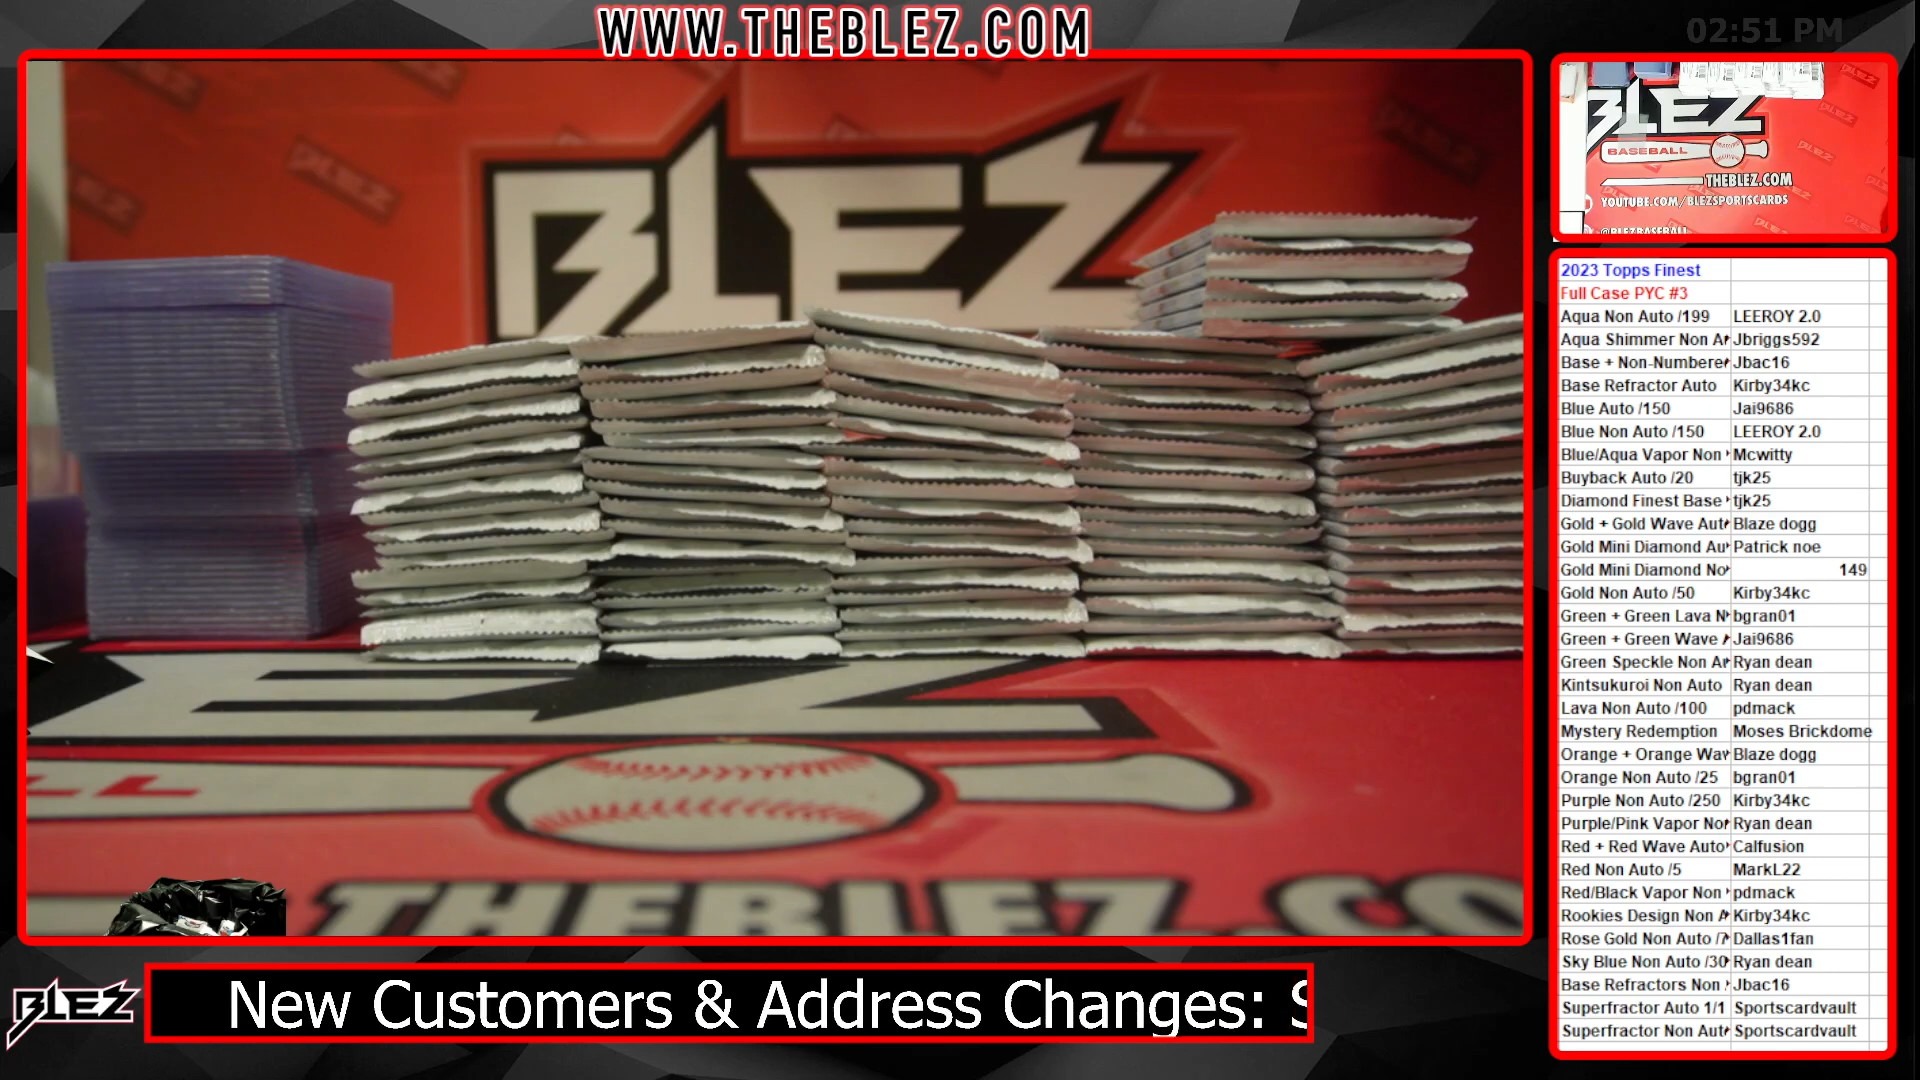 WWW.THEBLEZ.COM
02:51 PM
BLEZ
THEBLEZ.CO
BLEZ
BASEBALL
THEBLEZ.COM
YOUTUBE.COM/BLEZSPORTSCARDS
@BLEZBASEBALL
2023 Topps Finest
Full Case PYC #3
Aqua Non Auto /199 LEEROY 2.0
Aqua Shimmer Non A Jbriggs592
Base + Non-Numbere Jbac16
Base Refractor Auto Kirby34kc
Blue Auto /150 Jai9686
Blue Non Auto /150 LEEROY 2.0
Blue/Aqua Vapor Non Mcwitty
Buyback Auto /20 tjk25
Diamond Finest Base tjk25
Gold + Gold Wave Aut Blaze dogg
Gold Mini Diamond Au Patrick noe
Gold Mini Diamond No 149
Gold Non Auto /50 Kirby34kc
Green + Green Lava N bgran01
Green + Green Wave A Jai9686
Green Speckle Non A Ryan dean
Kintsukuroi Non Auto Ryan dean
Lava Non Auto /100 pdmack
Mystery Redemption Moses Brickdome
Orange + Orange Wav Blaze dogg
Orange Non Auto /25 bgran01
Purple Non Auto /250 Kirby34kc
Purple/Pink Vapor No Ryan dean
Red + Red Wave Auto Calfusion
Red Non Auto /5 MarkL22
Red/Black Vapor Non pdmack
Rookies Design Non A Kirby34kc
Rose Gold Non Auto /7 Dallas1fan
Sky Blue Non Auto /30 Ryan dean
Base Refractors Non Jbac16
Superfractor Auto 1/1 Sportscardvault
Superfractor Non Aut Sportscardvault
BLEZ
New Customers & Address Changes: S